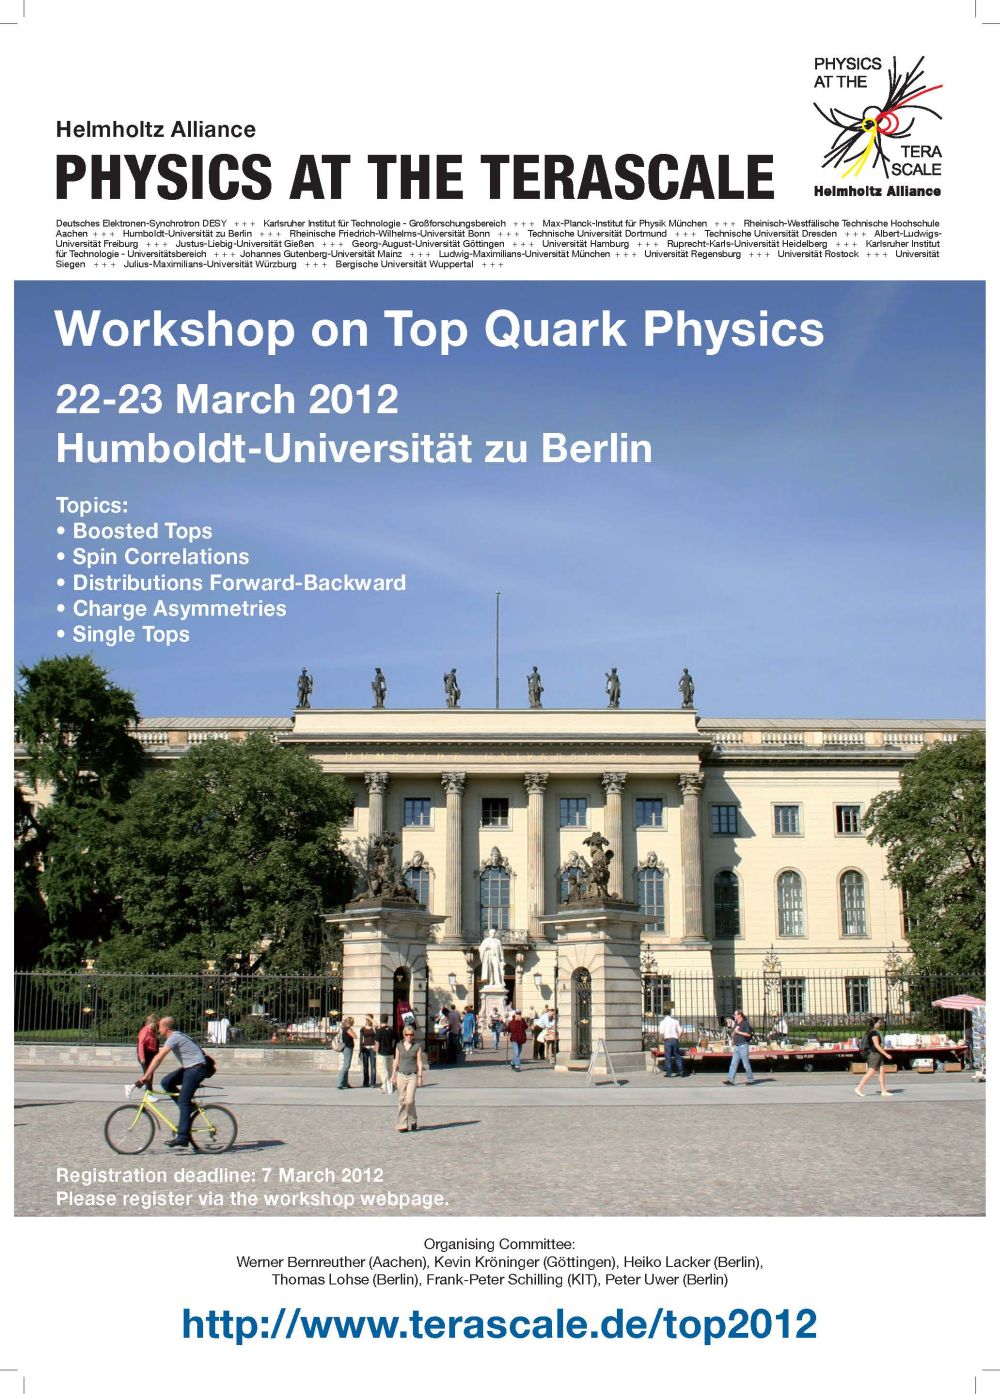 PHYSICS
AT THE
TERA
SCALE
Helmholtz Alliance
Helmholtz Alliance
PHYSICS AT THE TERASCALE
Deutsches Elektronen-Synchrotron DESY +++ Karlsruher Institut für Technologie - Großforschungsbereich +++ Max-Planck-Institut für Physik München +++ Rheinisch-Westfälische Technische Hochschule
Aachen +++ Humboldt-Universität zu Berlin +++ Rheinische Friedrich-Wilhelms-Universität Bonn +++ Technische Universität Dortmund +++ Technische Universität Dresden +++ Albert-Ludwigs-
Universität Freiburg +++ Justus-Liebig-Universität Gießen +++ Georg-August-Universität Göttingen +++ Universität Hamburg +++ Ruprecht-Karls-Universität Heidelberg +++ Karlsruher Institut
für Technologie - Universitätsbereich +++ Johannes Gutenberg-Universität Mainz +++ Ludwig-Maximilians-Universität München +++ Universität Regensburg +++ Universität Rostock +++ Universität
Siegen +++ Julius-Maximilians-Universität Würzburg +++ Bergische Universität Wuppertal +++
Workshop on Top Quark Physics
22-23 March 2012
Humboldt-Universität zu Berlin
Topics:
• Boosted Tops
• Spin Correlations
• Distributions Forward-Backward
• Charge Asymmetries
• Single Tops
Registration deadline: 7 March 2012
Please register via the workshop webpage.
Organising Committee:
Werner Bernreuther (Aachen), Kevin Kröninger (Göttingen), Heiko Lacker (Berlin),
Thomas Lohse (Berlin), Frank-Peter Schilling (KIT), Peter Uwer (Berlin)
http://www.terascale.de/top2012